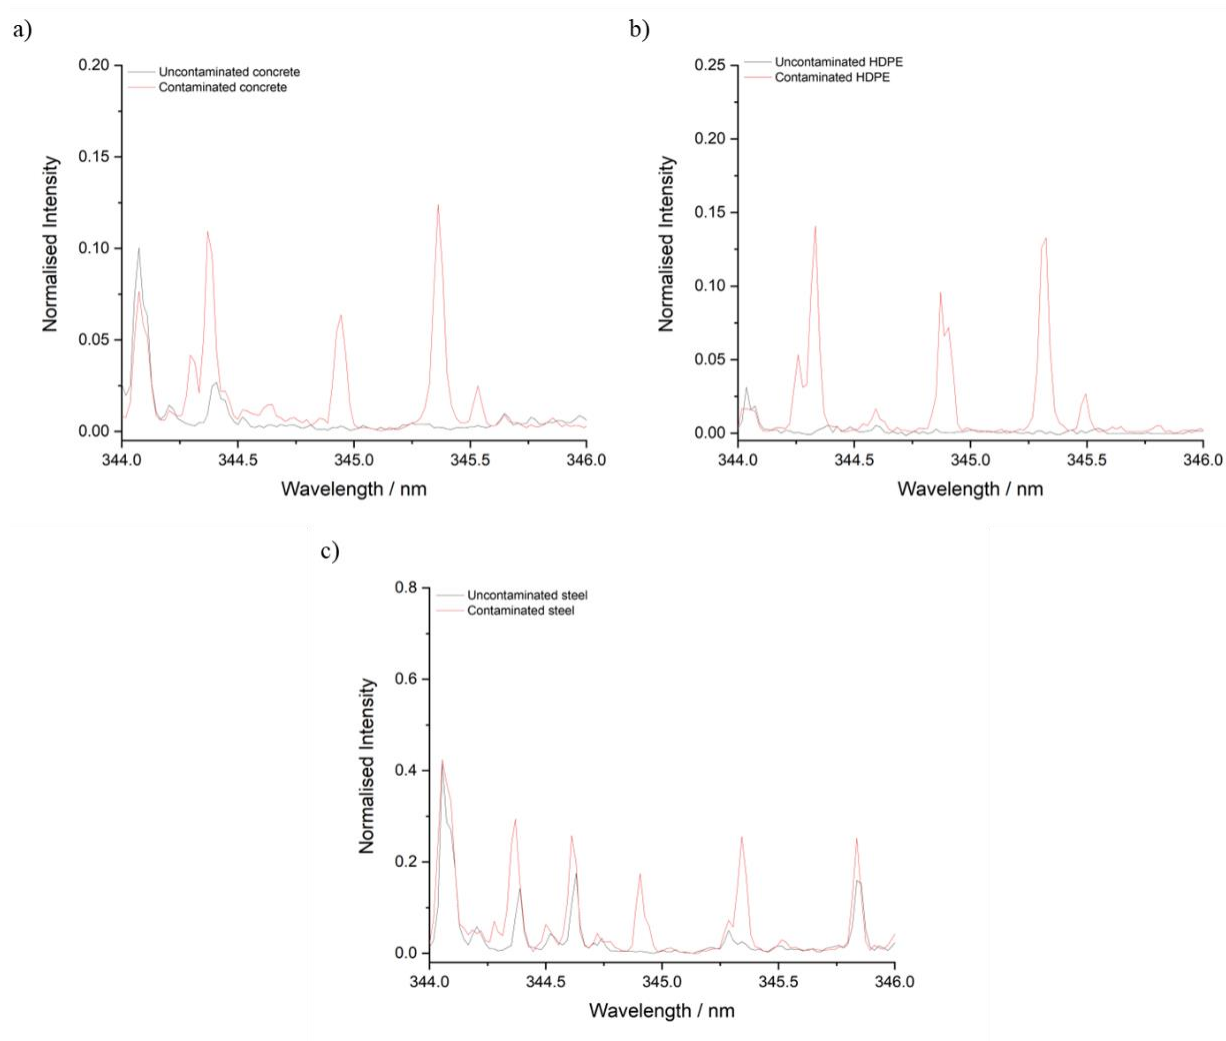 a)
0.20
0.15
0.10
0.05
0.00
Normalised Intensity
Uncontaminated concrete
Contaminated concrete
344.0 344.5 345.0 345.5 346.0
Wavelength / nm
b)
0.25
0.20
0.15
0.10
0.05
0.00
Normalised Intensity
Uncontaminated HDPE
Contaminated HDPE
344.0 344.5 345.0 345.5 346.0
Wavelength / nm
c)
0.8
0.6
0.4
0.2
0.0
Normalised Intensity
Uncontaminated steel
Contaminated steel
344.0 344.5 345.0 345.5 346.0
Wavelength / nm